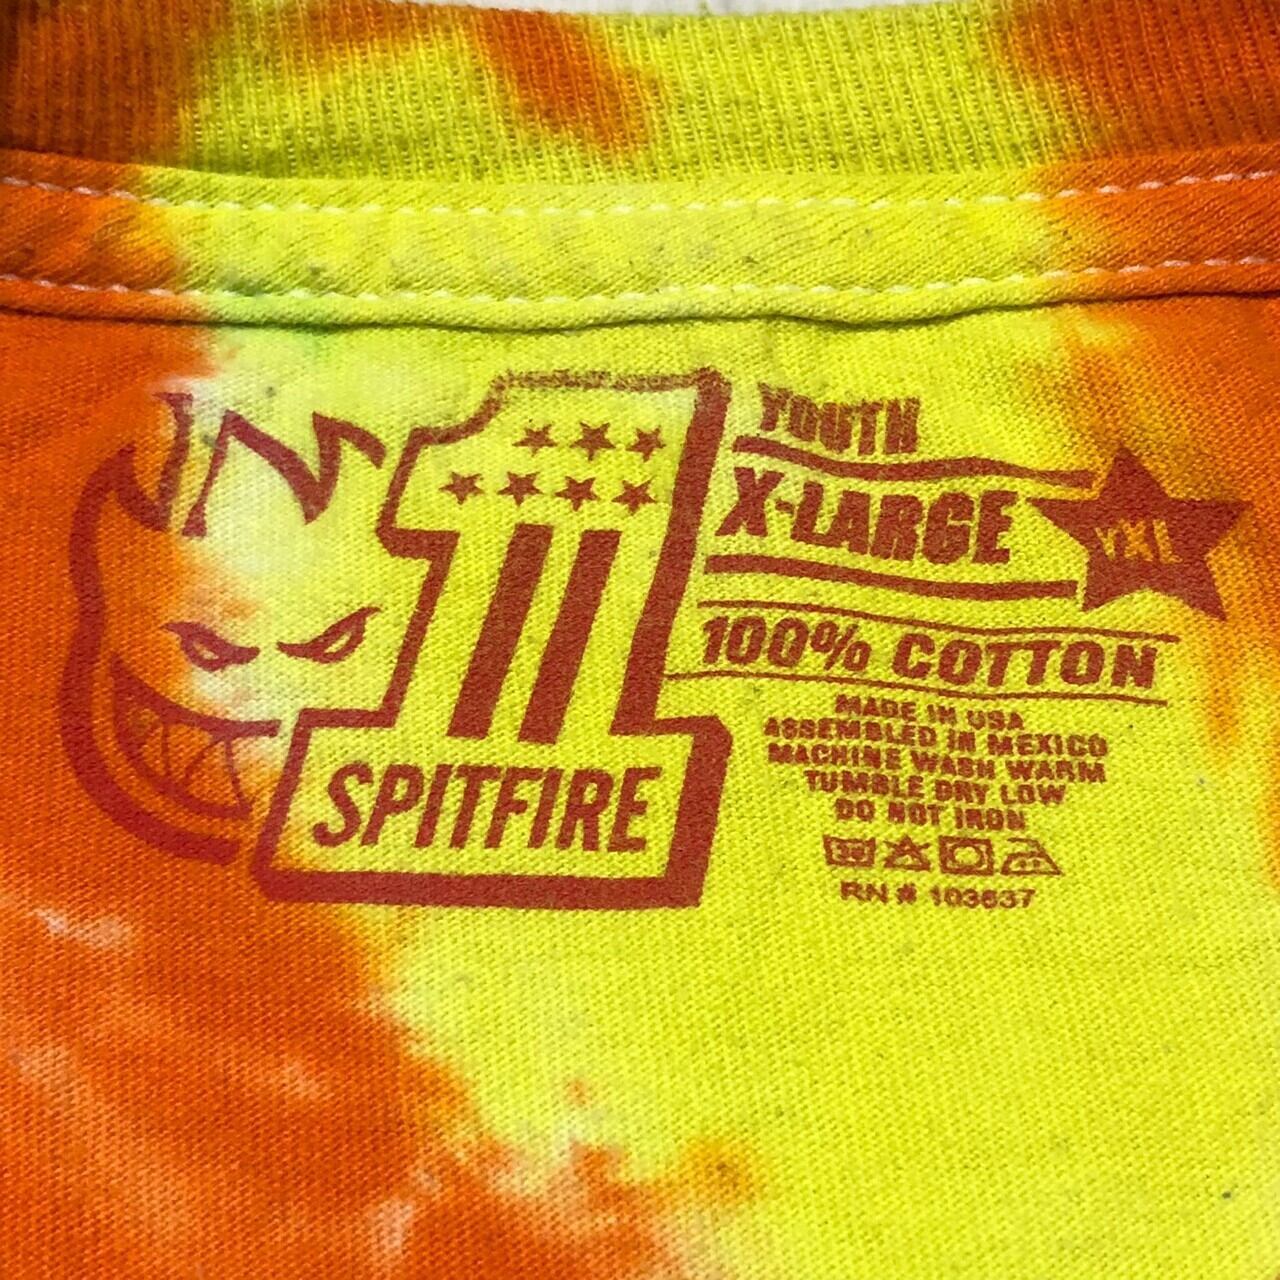 YOUTH
X-LARGE
YXL
100% COTTON
MADE IN USA
ASSEMBLED IN MEXICO
MACHINE WASH WARM
TUMBLE DRY LOW
DO NOT IRON
RN # 103637
SPITFIRE